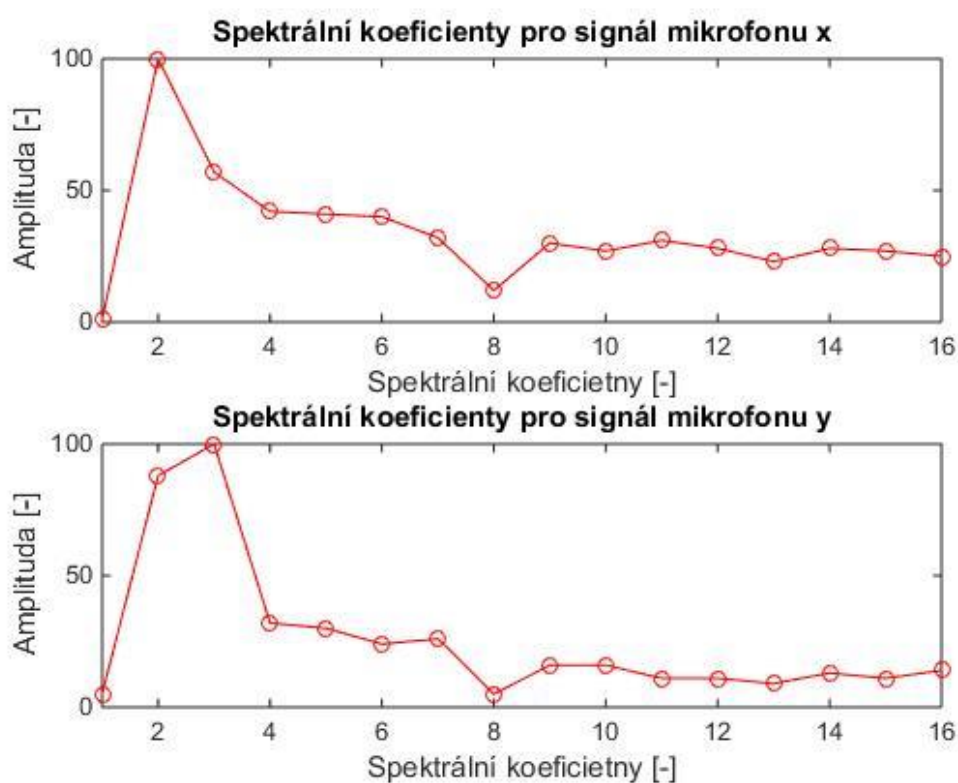 Spektrální koeficienty pro signál mikrofonu x
100
50
0
Amplituda [-]
2 4 6 8 10 12 14 16
Spektrální koeficietny [-]
Spektrální koeficienty pro signál mikrofonu y
100
50
0
Amplituda [-]
2 4 6 8 10 12 14 16
Spektrální koeficietny [-]